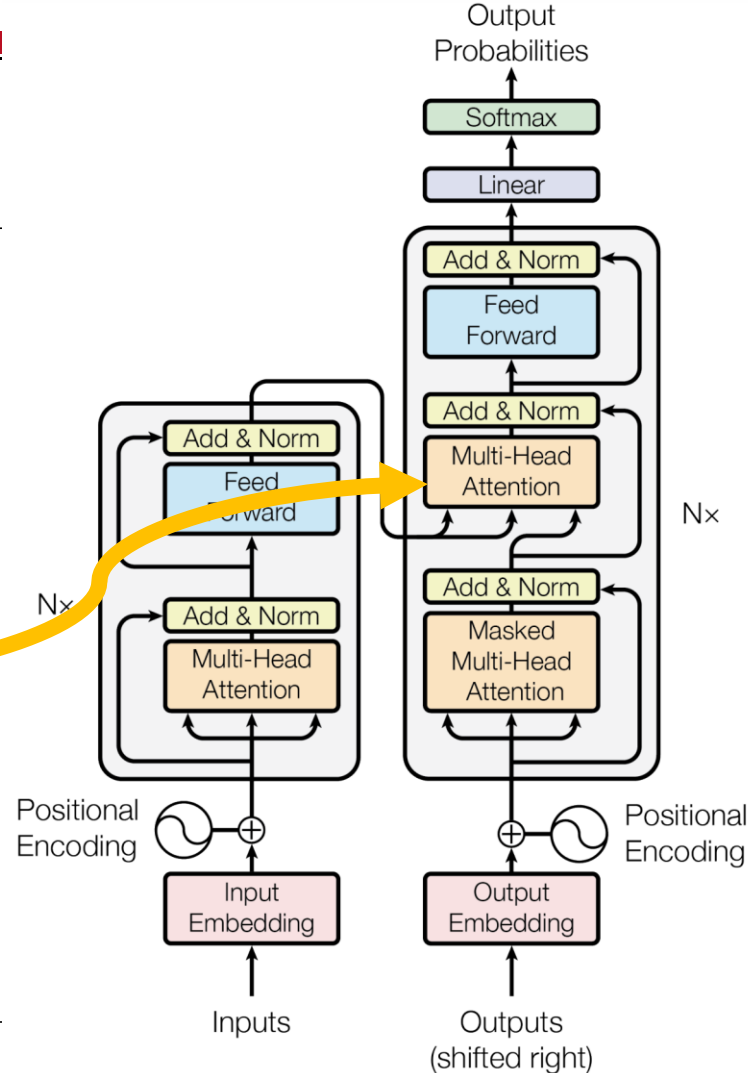 Output
Probabilities
Softmax
Linear
Add & Norm
Feed
Forward
Add & Norm
Multi-Head
Attention
Nx
Add & Norm
Masked
Multi-Head
Attention
Add & Norm
Feed
Forward
Nx
Add & Norm
Multi-Head
Attention
Positional
Encoding
Positional
Encoding
Input
Embedding
Output
Embedding
Inputs
Outputs
(shifted right)